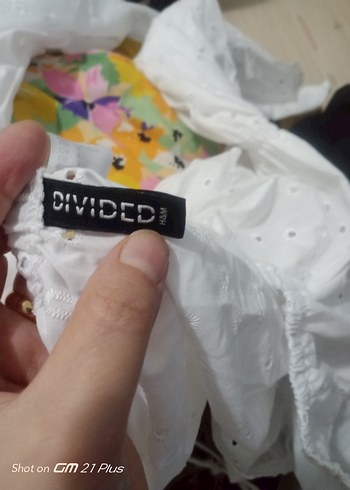 DIVIDED
H&M
Shot on GM 21 Plus